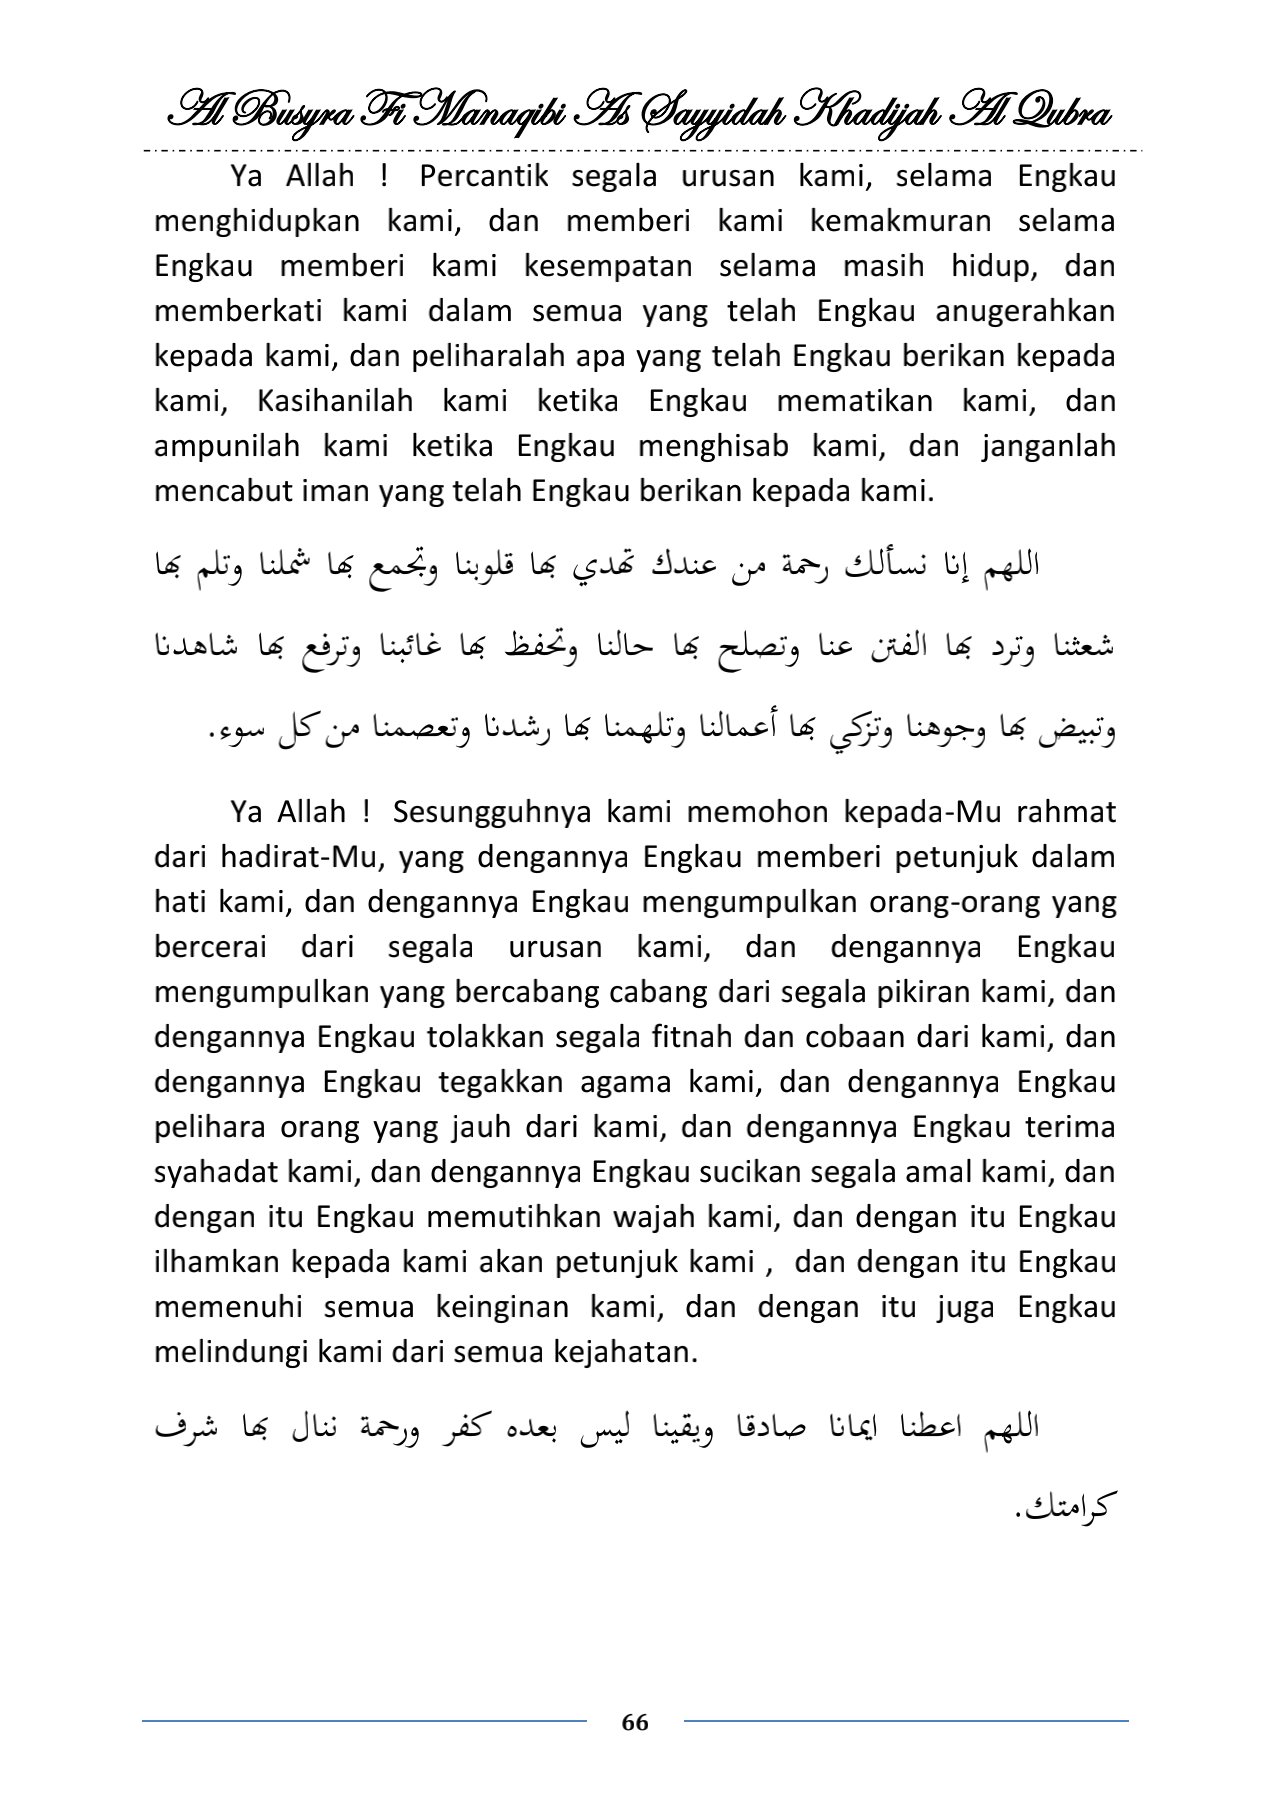 Al Busyra Fi Manaqibi As Sayyidah Khadijah Al Qubra
Ya Allah ! Percantik segala urusan kami, selama Engkau
menghidupkan kami, dan memberi kami kemakmuran selama
Engkau memberi kami kesempatan selama masih hidup, dan
memberkati kami dalam semua yang telah Engkau anugerahkan
kepada kami, dan peliharalah apa yang telah Engkau berikan kepada
kami, Kasihanilah kami ketika Engkau mematikan kami, dan
ampunilah kami ketika Engkau menghisab kami, dan janganlah
mencabut iman yang telah Engkau berikan kepada kami.
اللهم إنا نسألك رحمة من عندك تهدي بها قلوبنا وتجمع بها شملنا وتلم بها
شعثنا وترد بها الفتن عنا وتصلح بها حالنا وتحفظ بها غائبنا وترفع بها شاهدنا
وتبيض بها وجوهنا وتزكي بها أعمالنا وتلهمنا بها رشدنا وتعصمنا من كل سوء.
Ya Allah ! Sesungguhnya kami memohon kepada-Mu rahmat
dari hadirat-Mu, yang dengannya Engkau memberi petunjuk dalam
hati kami, dan dengannya Engkau mengumpulkan orang-orang yang
bercerai dari segala urusan kami, dan dengannya Engkau
mengumpulkan yang bercabang cabang dari segala pikiran kami, dan
dengannya Engkau tolakkan segala fitnah dan cobaan dari kami, dan
dengannya Engkau tegakkan agama kami, dan dengannya Engkau
pelihara orang yang jauh dari kami, dan dengannya Engkau terima
syahadat kami, dan dengannya Engkau sucikan segala amal kami, dan
dengan itu Engkau memutihkan wajah kami, dan dengan itu Engkau
ilhamkan kepada kami akan petunjuk kami , dan dengan itu Engkau
memenuhi semua keinginan kami, dan dengan itu juga Engkau
melindungi kami dari semua kejahatan.
اللهم اعطنا ايمانا صادقا ويقينا ليس بعده كفر ورحمة ننال بها شرف
كرامتك.
66